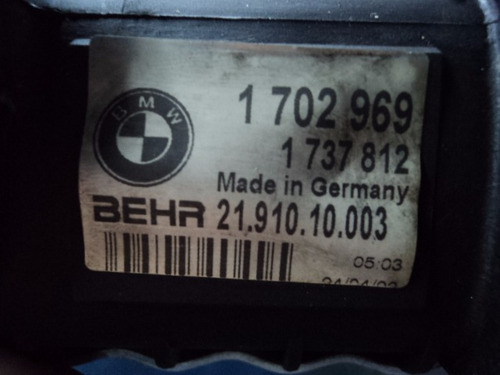 BMW
1 702 969
1 737 812
Made in Germany
BEHR 21.910.10.003
05:03